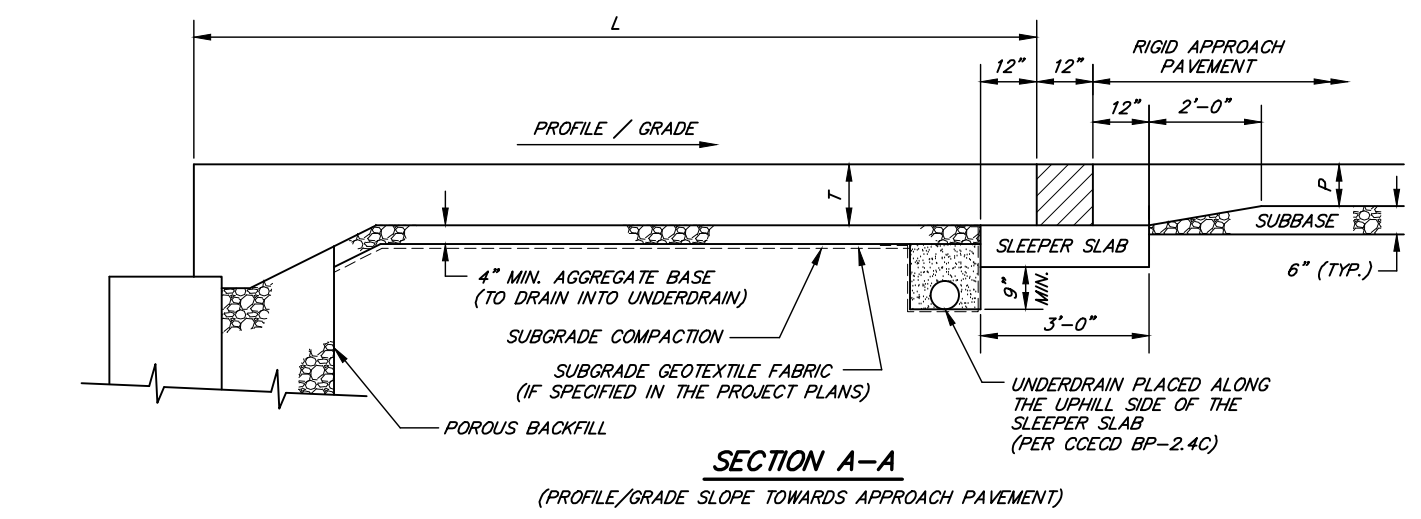 L
RIGID APPROACH
PAVEMENT
12"
12"
12"
2'-0"
PROFILE / GRADE
T
P
SUBBASE
SLEEPER SLAB
6" (TYP.)
4" MIN. AGGREGATE BASE
(TO DRAIN INTO UNDERDRAIN)
9"
MIN.
3'-0"
SUBGRADE COMPACTION
SUBGRADE GEOTEXTILE FABRIC
(IF SPECIFIED IN THE PROJECT PLANS)
UNDERDRAIN PLACED ALONG
THE UPHILL SIDE OF THE
SLEEPER SLAB
(PER CCECD BP-2.4C)
POROUS BACKFILL
SECTION A-A
(PROFILE/GRADE SLOPE TOWARDS APPROACH PAVEMENT)